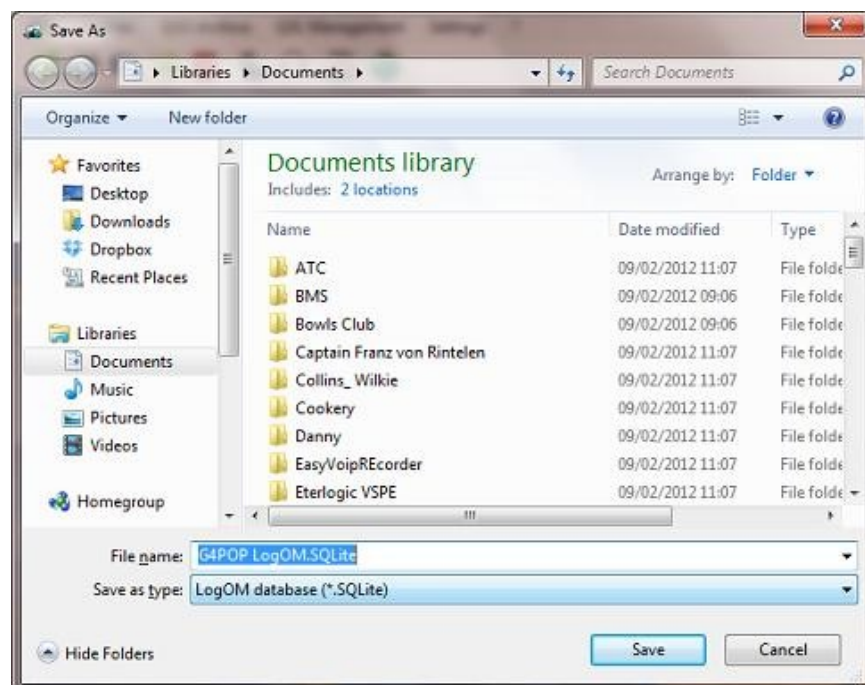 Save As
Libraries Documents
Search Documents
Organize New folder
Favorites
Desktop
Downloads
Dropbox
Recent Places
Libraries
Documents
Music
Pictures
Videos
Homegroup
Documents library
Includes: 2 locations
Arrange by: Folder
Name Date modified Type
ATC 09/02/2012 11:07 File folde
BMS 09/02/2012 09:06 File folde
Bowls Club 09/02/2012 09:06 File folde
Captain Franz von Rintelen 09/02/2012 11:07 File folde
Collins_ Wilkie 09/02/2012 11:07 File folde
Cookery 09/02/2012 11:07 File folde
Danny 09/02/2012 11:07 File folde
EasyVoipREcorder 09/02/2012 11:07 File folde
Eterlogic VSPE 09/02/2012 11:07 File folde
File name: G4POP LogOM.SQLite
Save as type: LogOM database (*.SQLite)
Hide Folders
Save Cancel